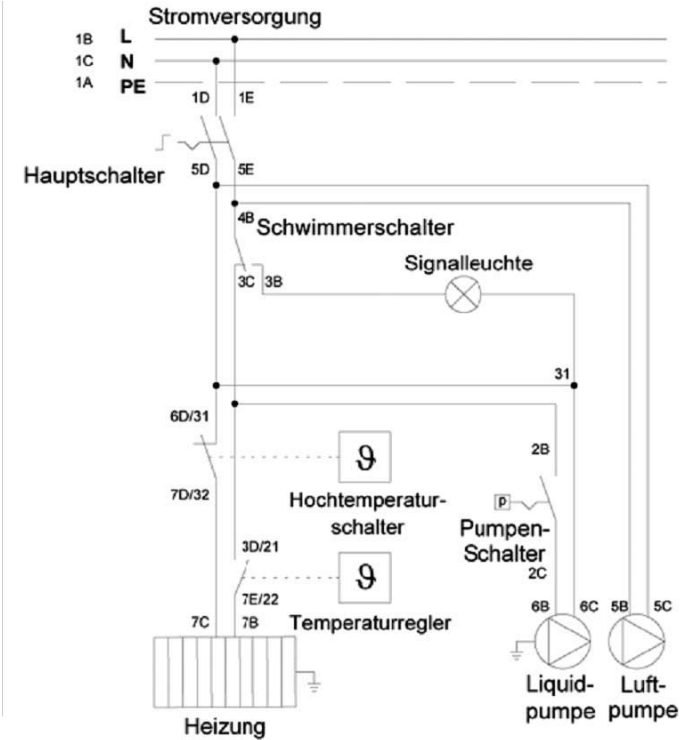 Stromversorgung
1B L
1C N
1A PE
1D 1E
Hauptschalter
5D 5E
4B
Schwimmerschalter
Signalleuchte
3C 3B
31
6D/31
ϑ
2B
7D/32
Hochtemperatur-
schalter
p
Pumpen-
Schalter
3D/21
ϑ
2C
7E/22
6B 6C 5B 5C
7C 7B
Temperaturregler
Liquid-
pumpe
Luft-
pumpe
Heizung